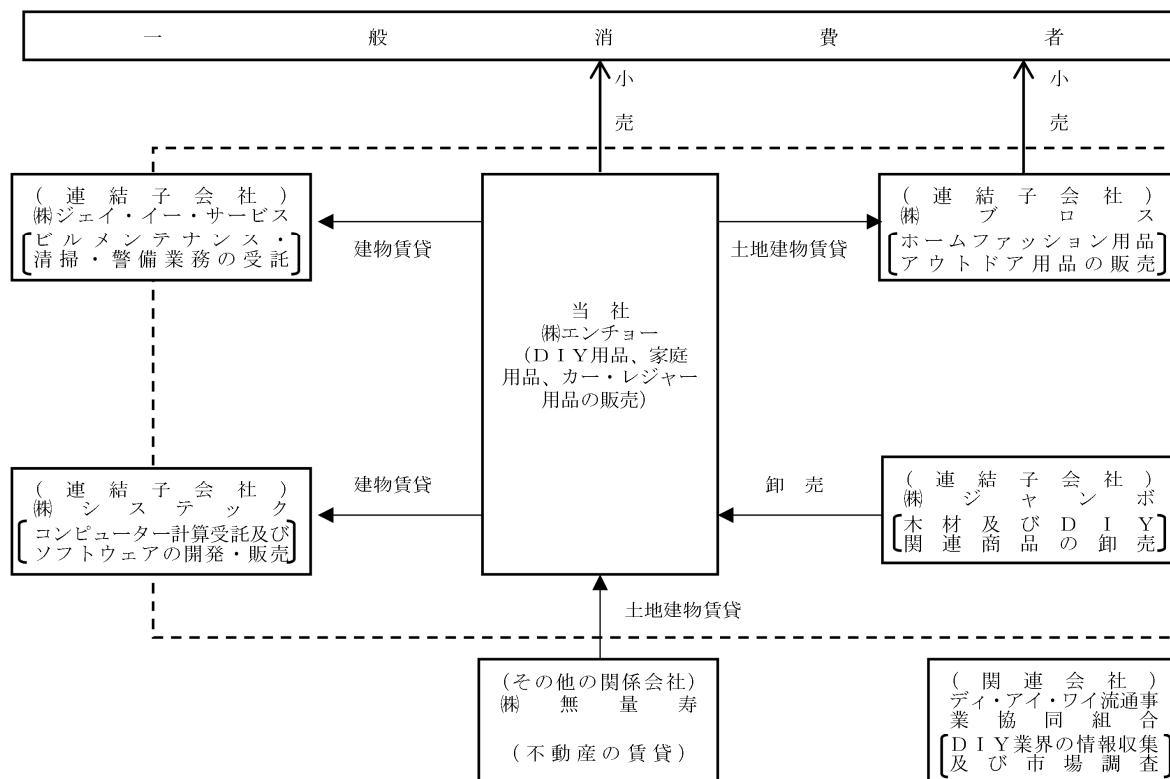 一般消費者
小売
小売
(連結子会社)
㈱ジェイ・イー・サービス
ビルメンテナンス・
清掃・警備業務の受託
建物賃貸
当社
㈱エンチョー
(DIY用品、家庭
用品、カー・レジャー
用品の販売)
土地建物賃貸
(連結子会社)
㈱ブロス
ホームファッション用品
アウトドア用品の販売
(連結子会社)
㈱システック
コンピューター計算受託及び
ソフトウェアの開発・販売
建物賃貸
卸売
(連結子会社)
㈱ジャンボ
木材及びDIY
関連商品の卸売
土地建物賃貸
(その他の関係会社)
㈱無量寿
(不動産の賃貸)
(関連会社)
ディ・アイ・ワイ流通事
業協同組合
DIY業界の情報収集
及び市場調査